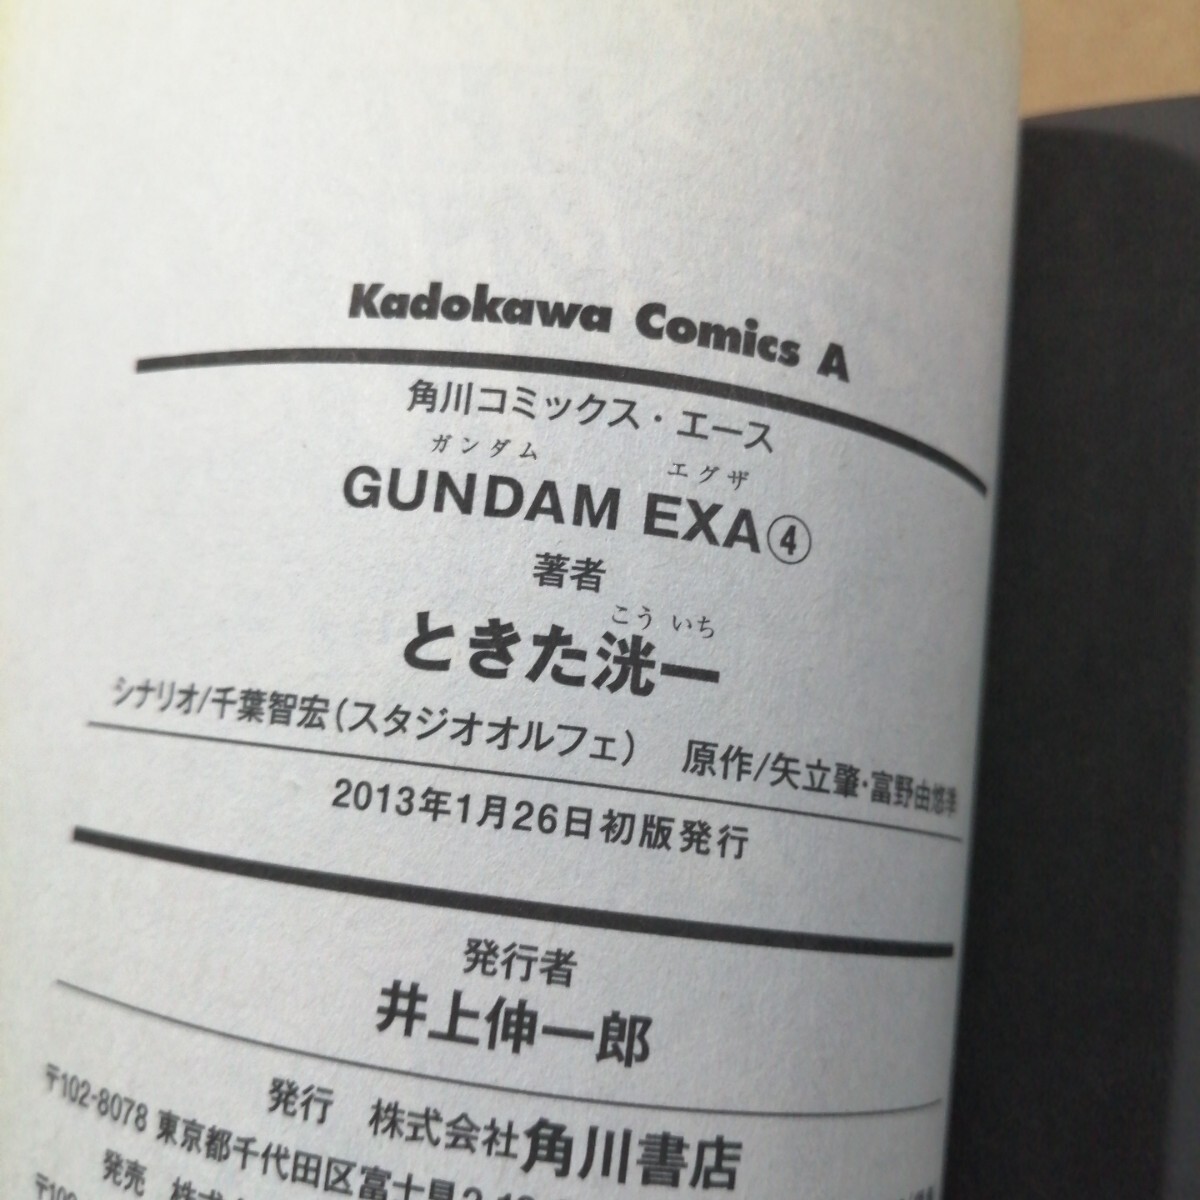 Kadokawa Comics A
角川コミックス・エース
ガンダム エグザ
GUNDAM EXA④
著者
こう いち
ときた洸一
シナリオ/千葉智宏(スタジオオルフェ) 原作/矢立肇・富野由悠季
2013年1月26日初版発行
発行者
井上伸一郎
発行 株式会社角川書店
〒102-8078 東京都千代田区富士見2-13
発売 株式